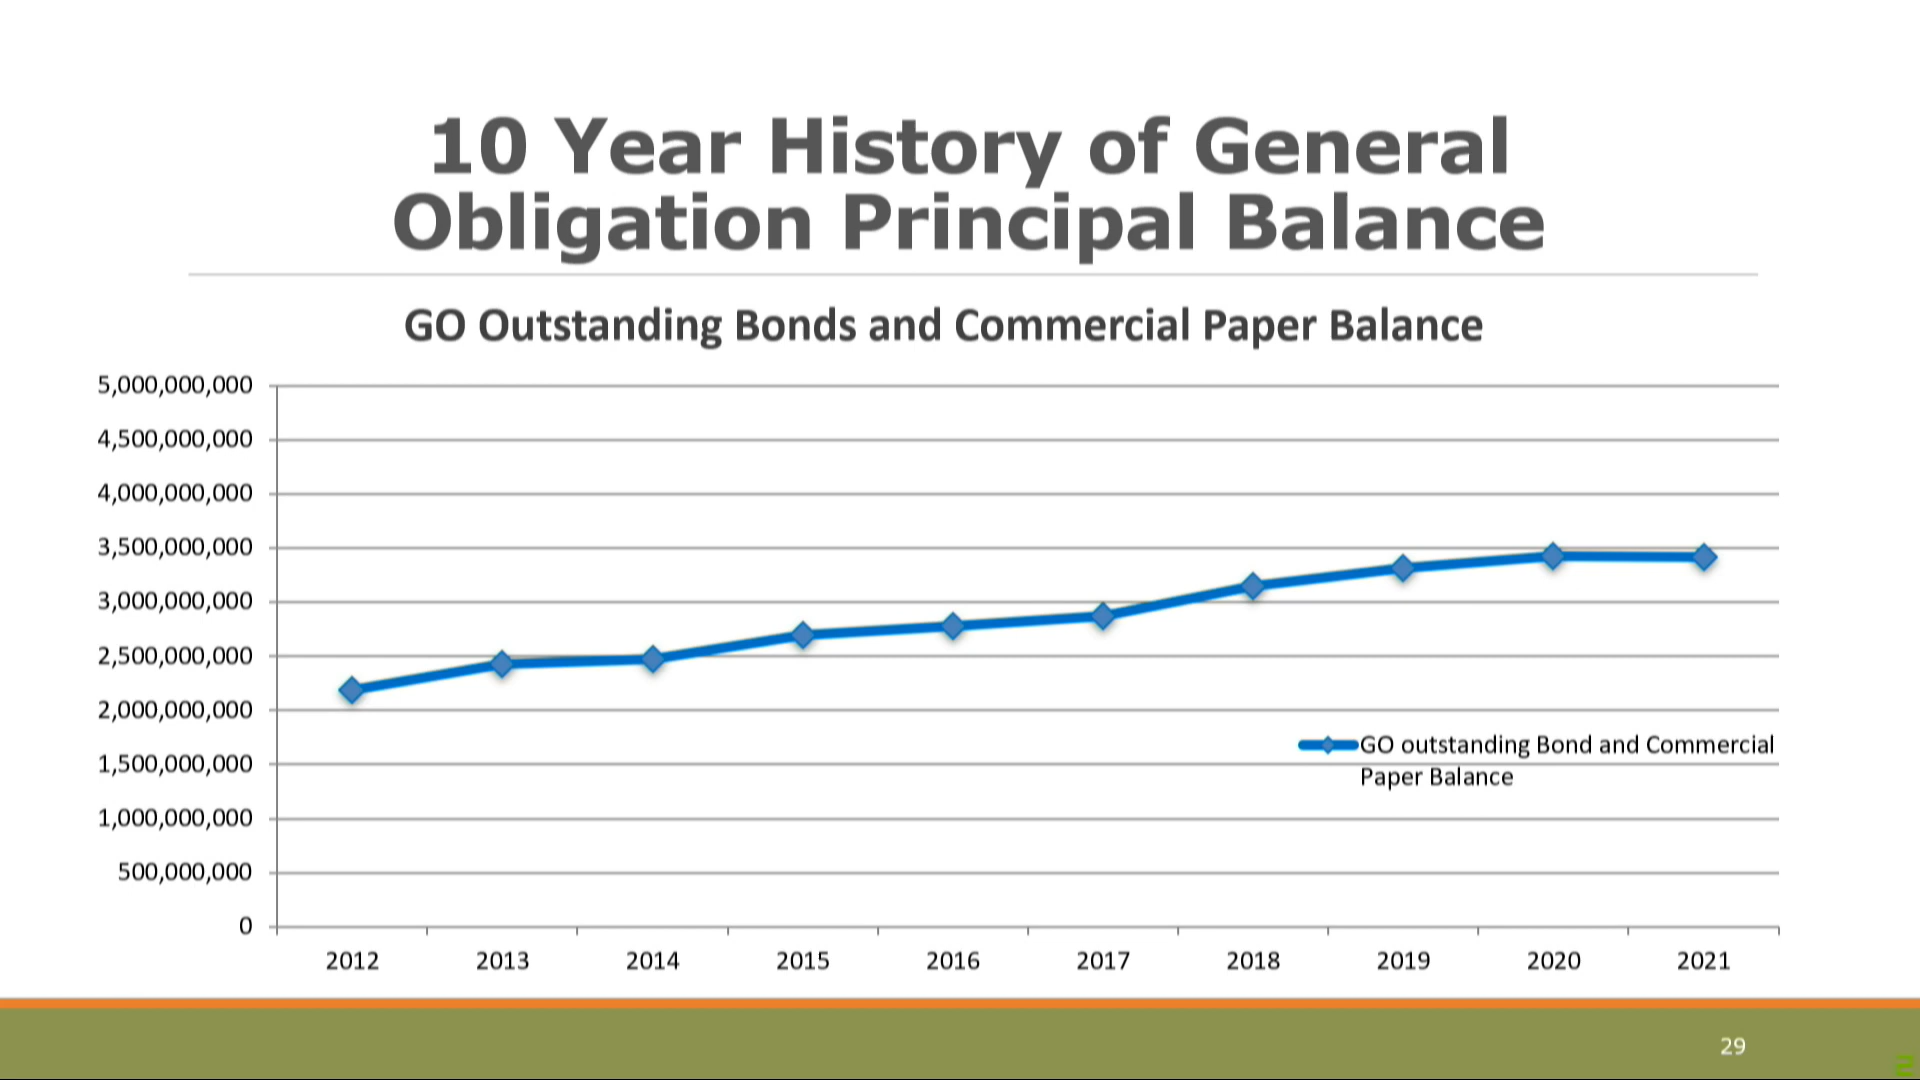 10 Year History of General
Obligation Principal Balance
GO Outstanding Bonds and Commercial Paper Balance
5,000,000,000
4,500,000,000
4,000,000,000
3,500,000,000
3,000,000,000
2,500,000,000
2,000,000,000
1,500,000,000
1,000,000,000
500,000,000
0
GO outstanding Bond and Commercial
Paper Balance
2012 2013 2014 2015 2016 2017 2018 2019 2020 2021
29